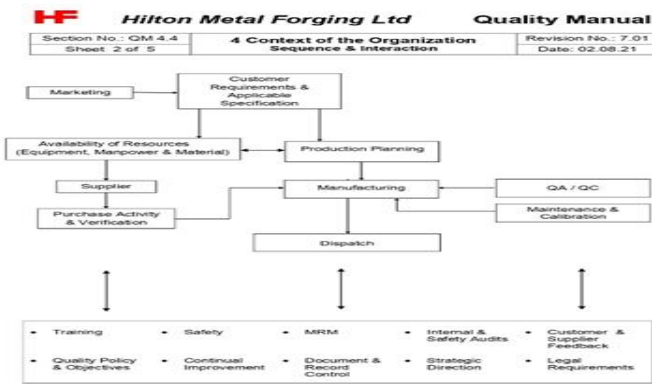 HF Hilton Metal Forging Ltd Quality Manual
Section No.: QM 4.4
Sheet 2 of 5
4 Context of the Organization
Sequence & Interaction
Revision No.: 7.01
Date: 02.08.21
Marketing
Customer
Requirements &
Applicable
Specification
Availability of Resources
(Equipment, Manpower & Material)
Production Planning
Supplier
Manufacturing
QA / QC
Purchase Activity
& Verification
Maintenance &
Calibration
Dispatch
• Training
• Safety
• MRM
• Internal &
Safety Audits
• Customer &
Supplier
Feedback
• Quality Policy
& Objectives
• Continual
Improvement
• Document &
Record
Control
• Strategic
Direction
• Legal
Requirements